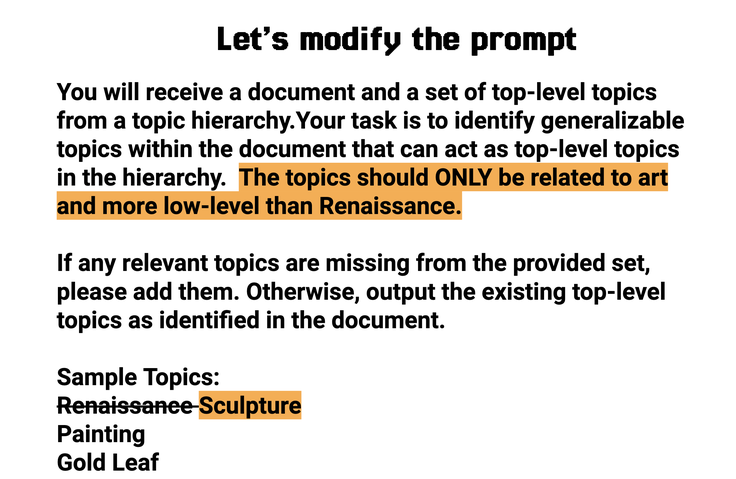 Let's modify the prompt
You will receive a document and a set of top-level topics
from a topic hierarchy.Your task is to identify generalizable
topics within the document that can act as top-level topics
in the hierarchy. The topics should ONLY be related to art
and more low-level than Renaissance.
If any relevant topics are missing from the provided set,
please add them. Otherwise, output the existing top-level
topics as identified in the document.
Sample Topics:
Renaissance Sculpture
Painting
Gold Leaf